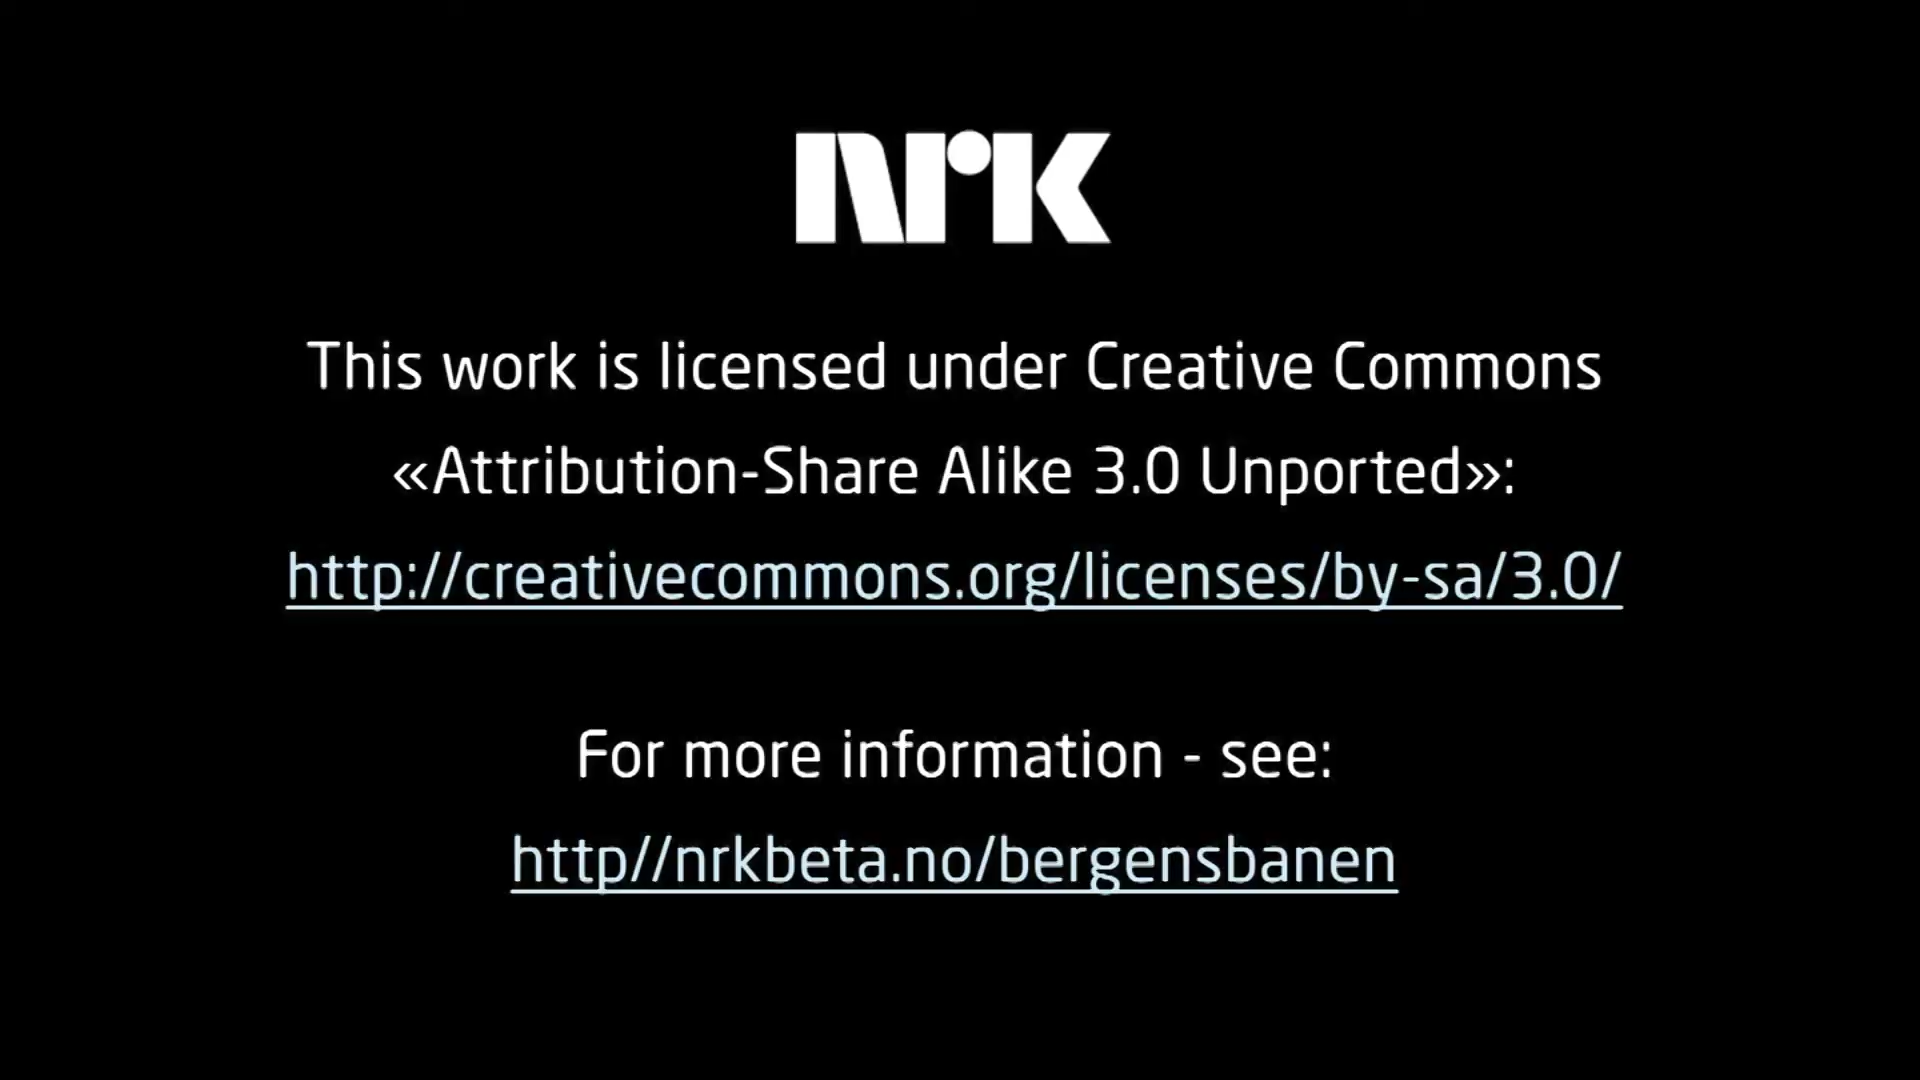 NRK
This work is licensed under Creative Commons
«Attribution-Share Alike 3.0 Unported»:
http://creativecommons.org/licenses/by-sa/3.0/
For more information - see:
http//nrkbeta.no/bergensbanen